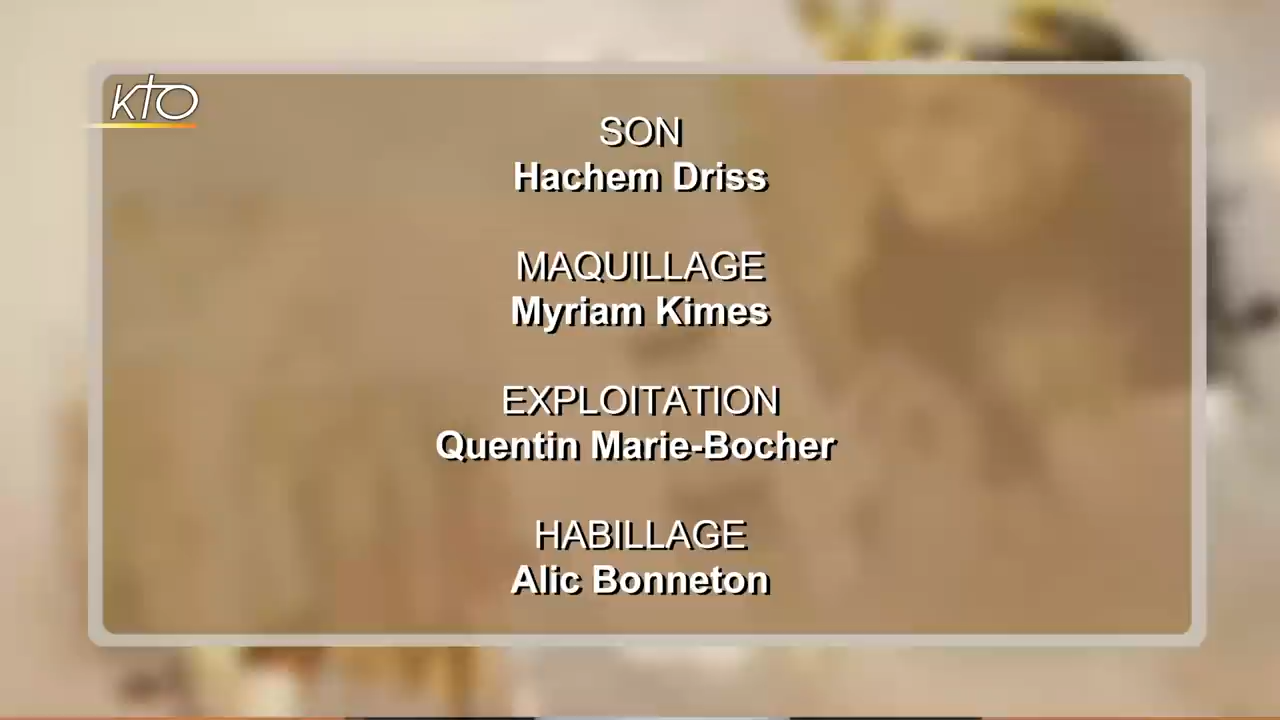 KTO
SON
Hachem Driss
MAQUILLAGE
Myriam Kimes
EXPLOITATION
Quentin Marie-Bocher
HABILLAGE
Alic Bonneton